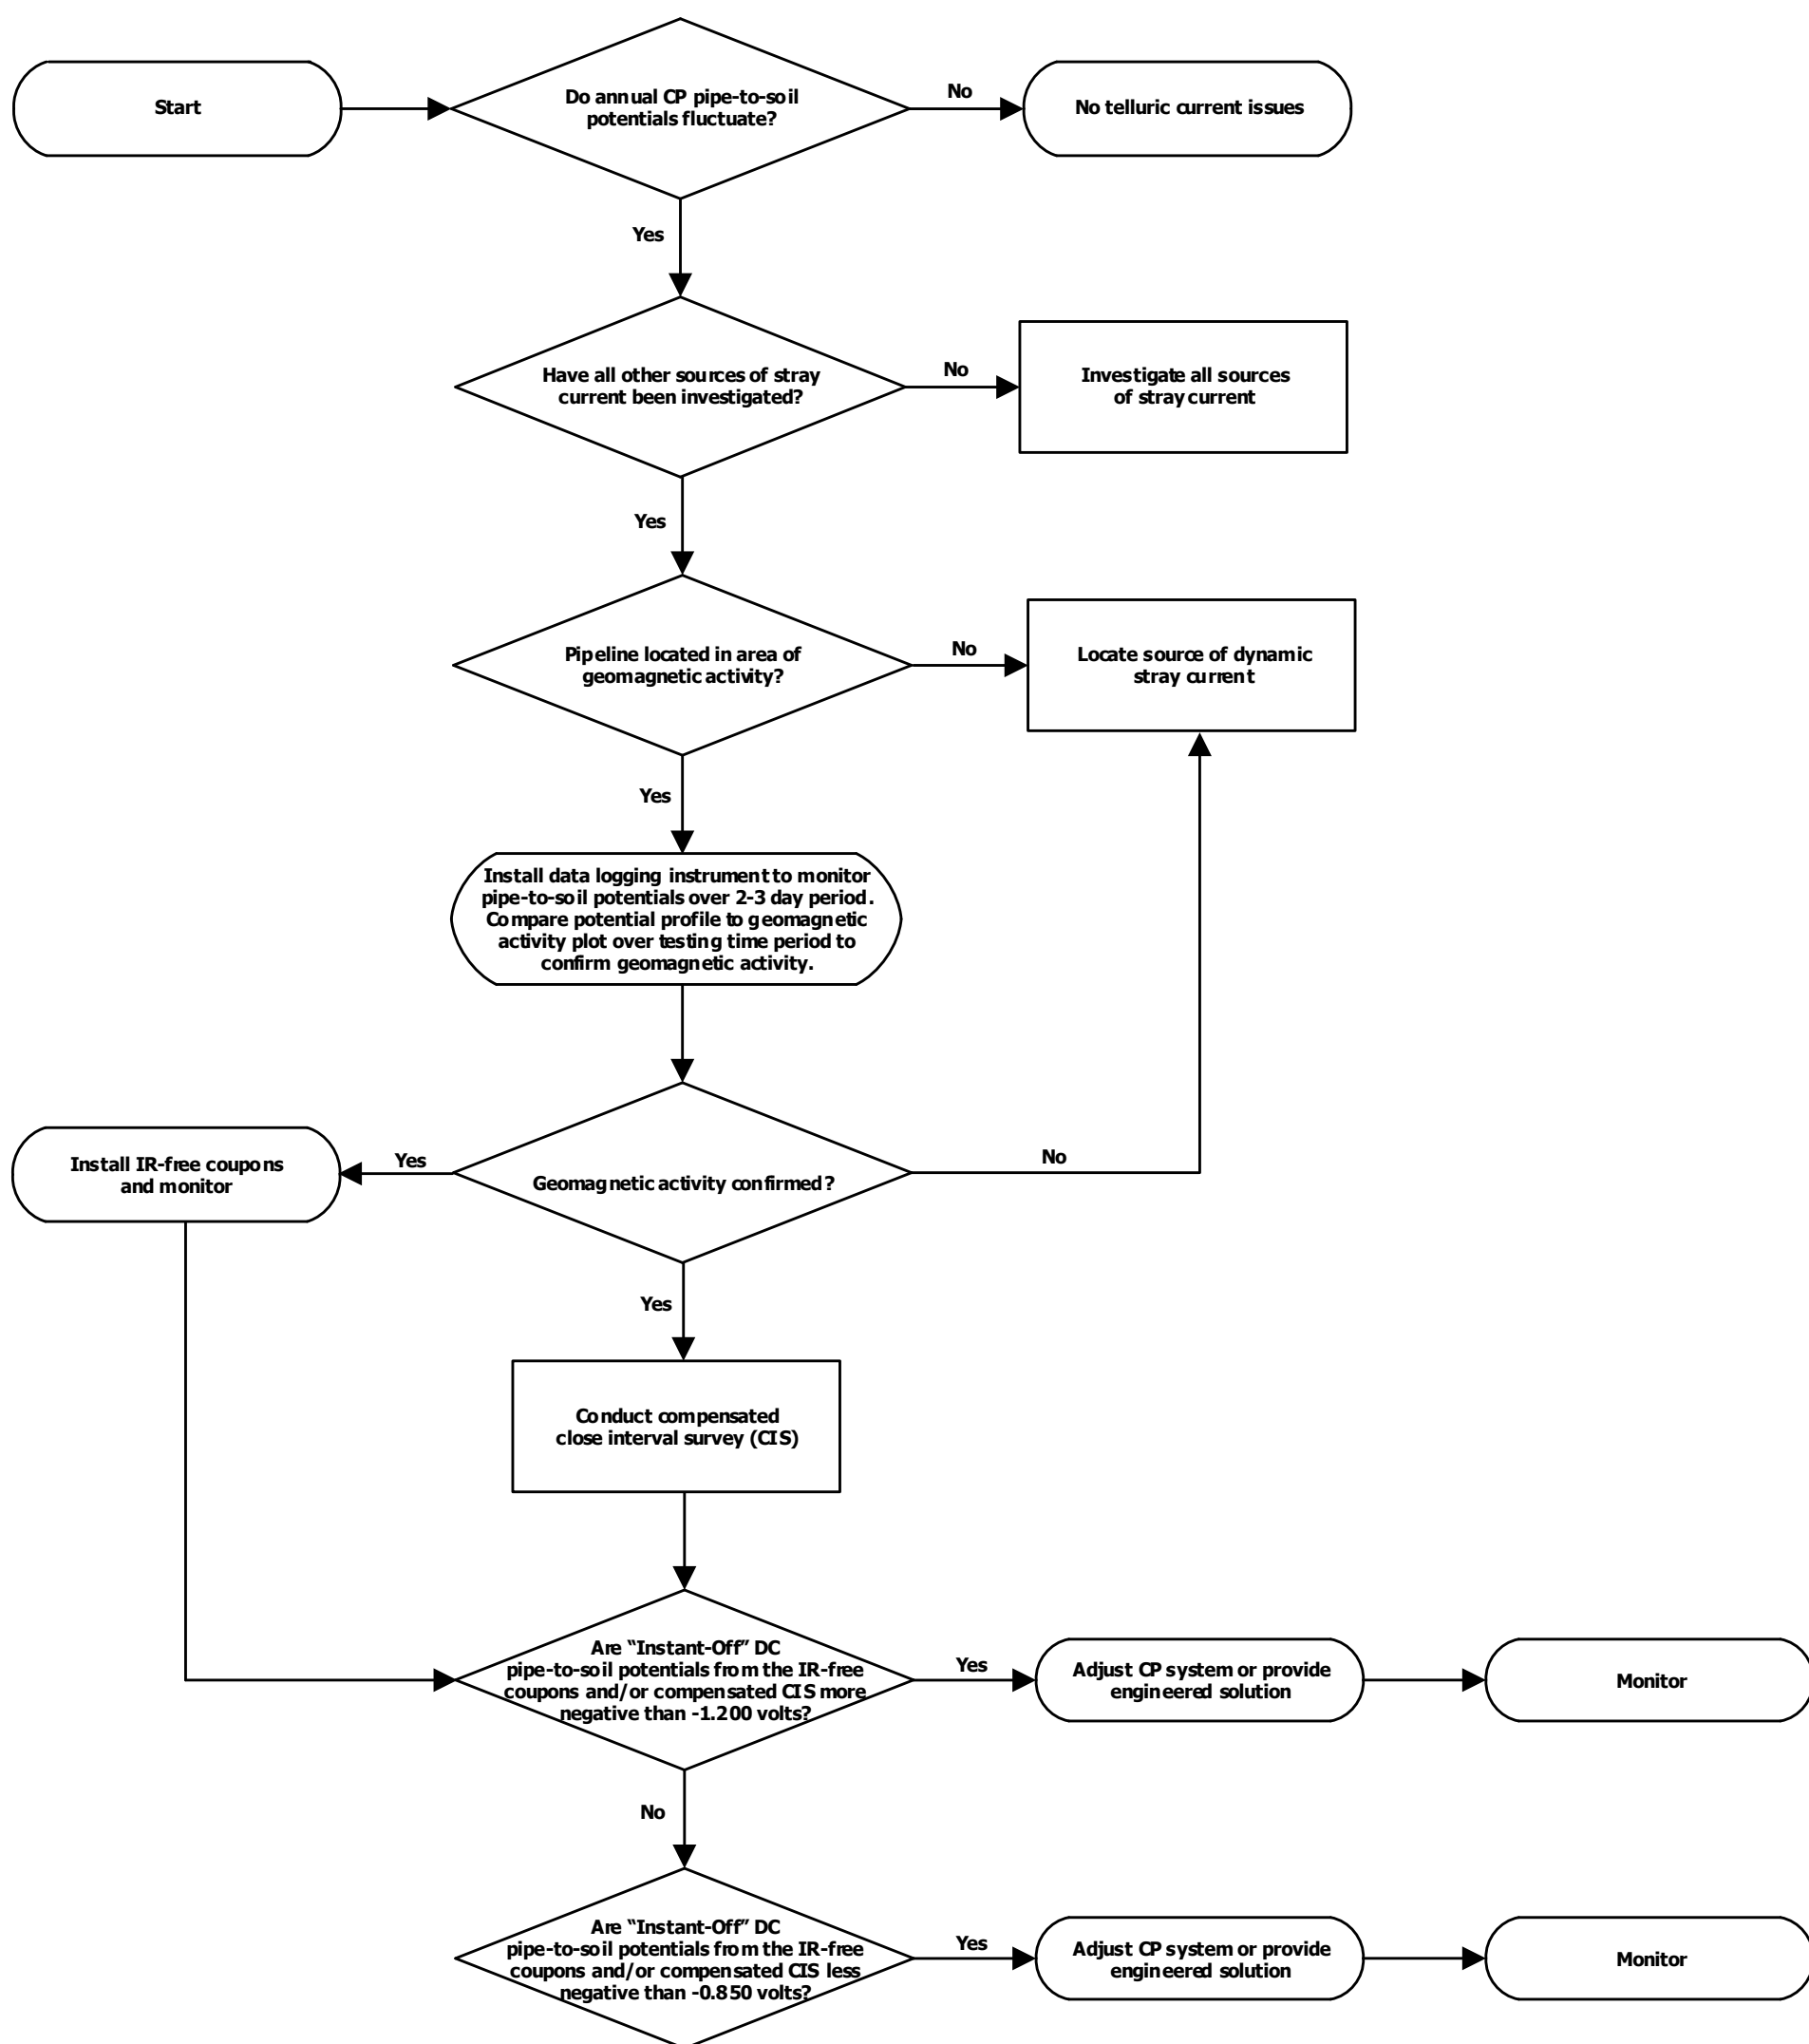 Start
Do annual CP pipe-to-soil
potentials fluctuate?
No
No telluric current issues
Yes
Have all other sources of stray
current been investigated?
No
Investigate all sources
of stray current
Yes
Pipeline located in area of
geomagnetic activity?
No
Locate source of dynamic
stray current
Yes
Install data logging instrument to monitor
pipe-to-soil potentials over 2-3 day period.
Compare potential profile to geomagnetic
activity plot over testing time period to
confirm geomagnetic activity.
Install IR-free coupons
and monitor
Yes
Geomagnetic activity confirmed?
No
Yes
Conduct compensated
close interval survey (CIS)
Are “Instant-Off” DC
pipe-to-soil potentials from the IR-free
coupons and/or compensated CIS more
negative than -1.200 volts?
Yes
Adjust CP system or provide
engineered solution
Monitor
No
Are “Instant-Off” DC
pipe-to-soil potentials from the IR-free
coupons and/or compensated CIS less
negative than -0.850 volts?
Yes
Adjust CP system or provide
engineered solution
Monitor